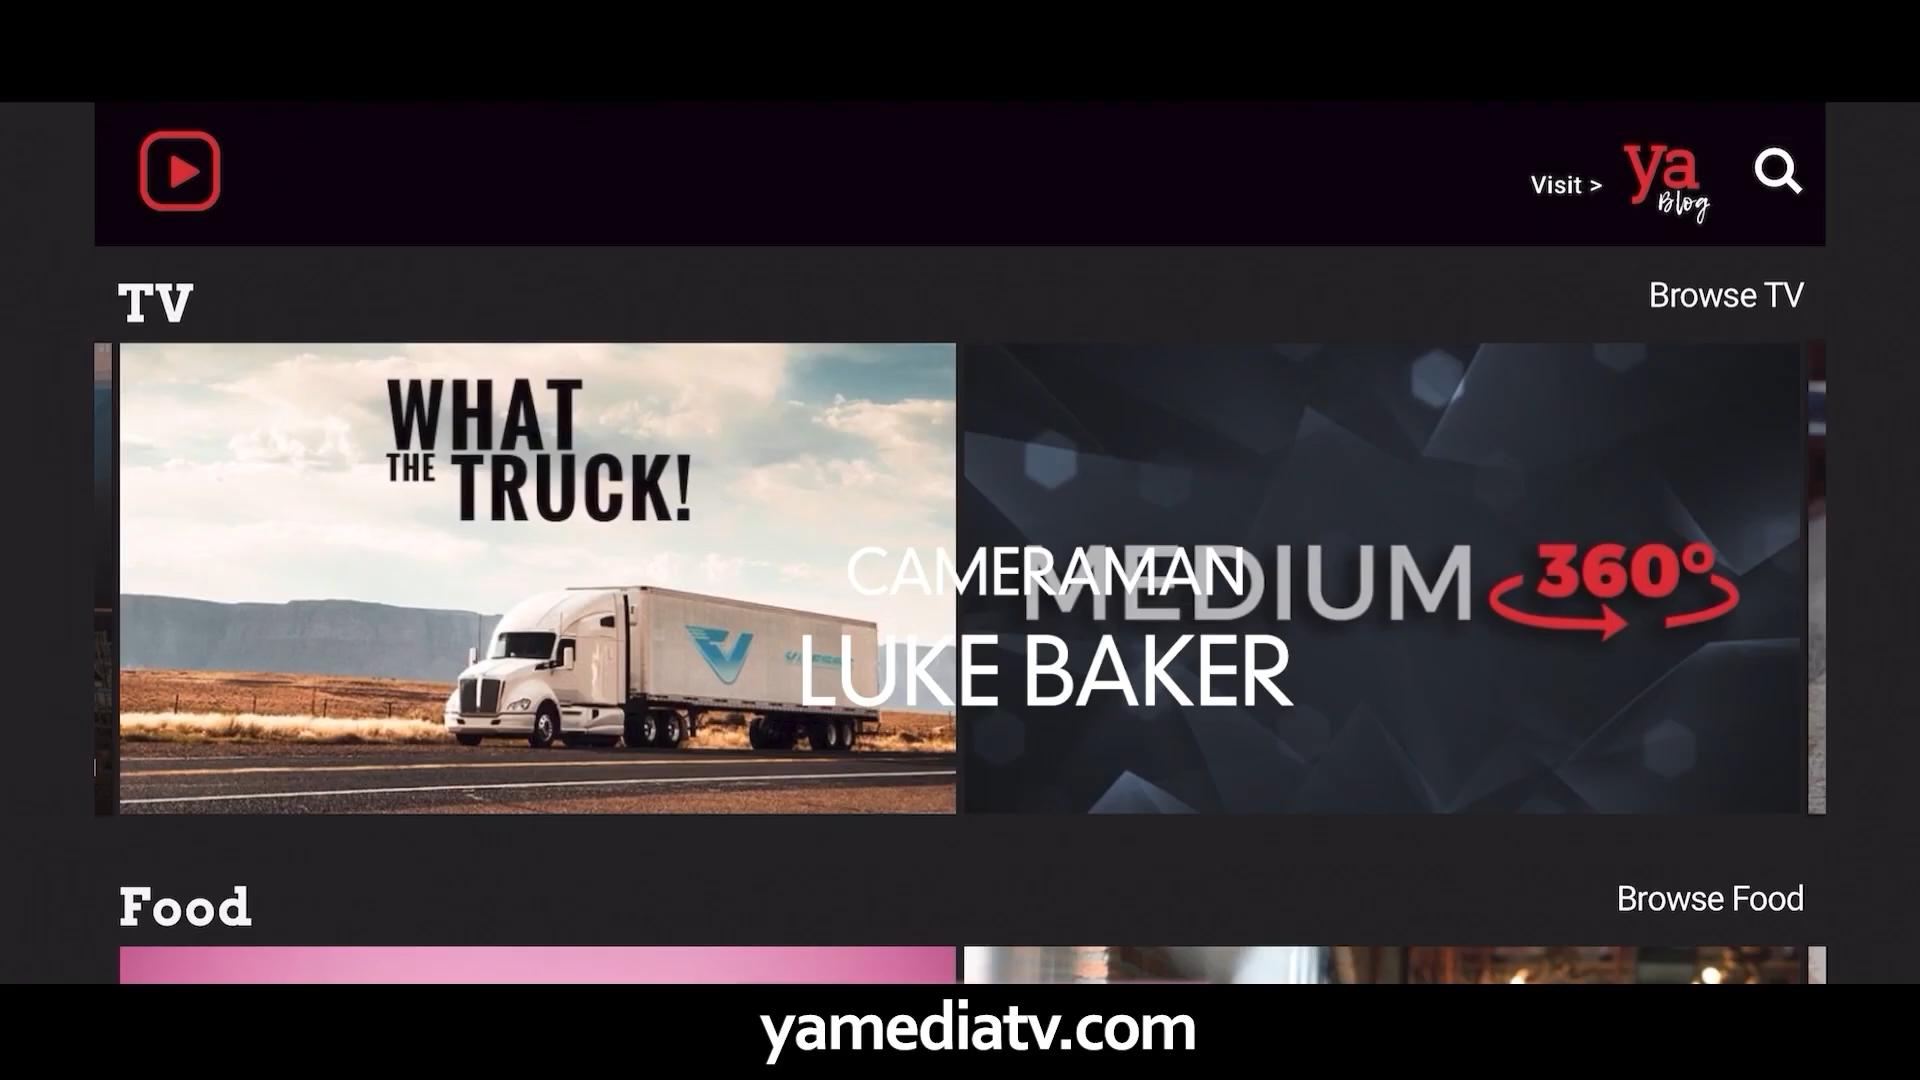 Visit >
ya
Blog
TV
Browse TV
WHAT
THE TRUCK!
MEDIUM 360°
CAMERAMAN
LUKE BAKER
Food
Browse Food
yamediatv.com